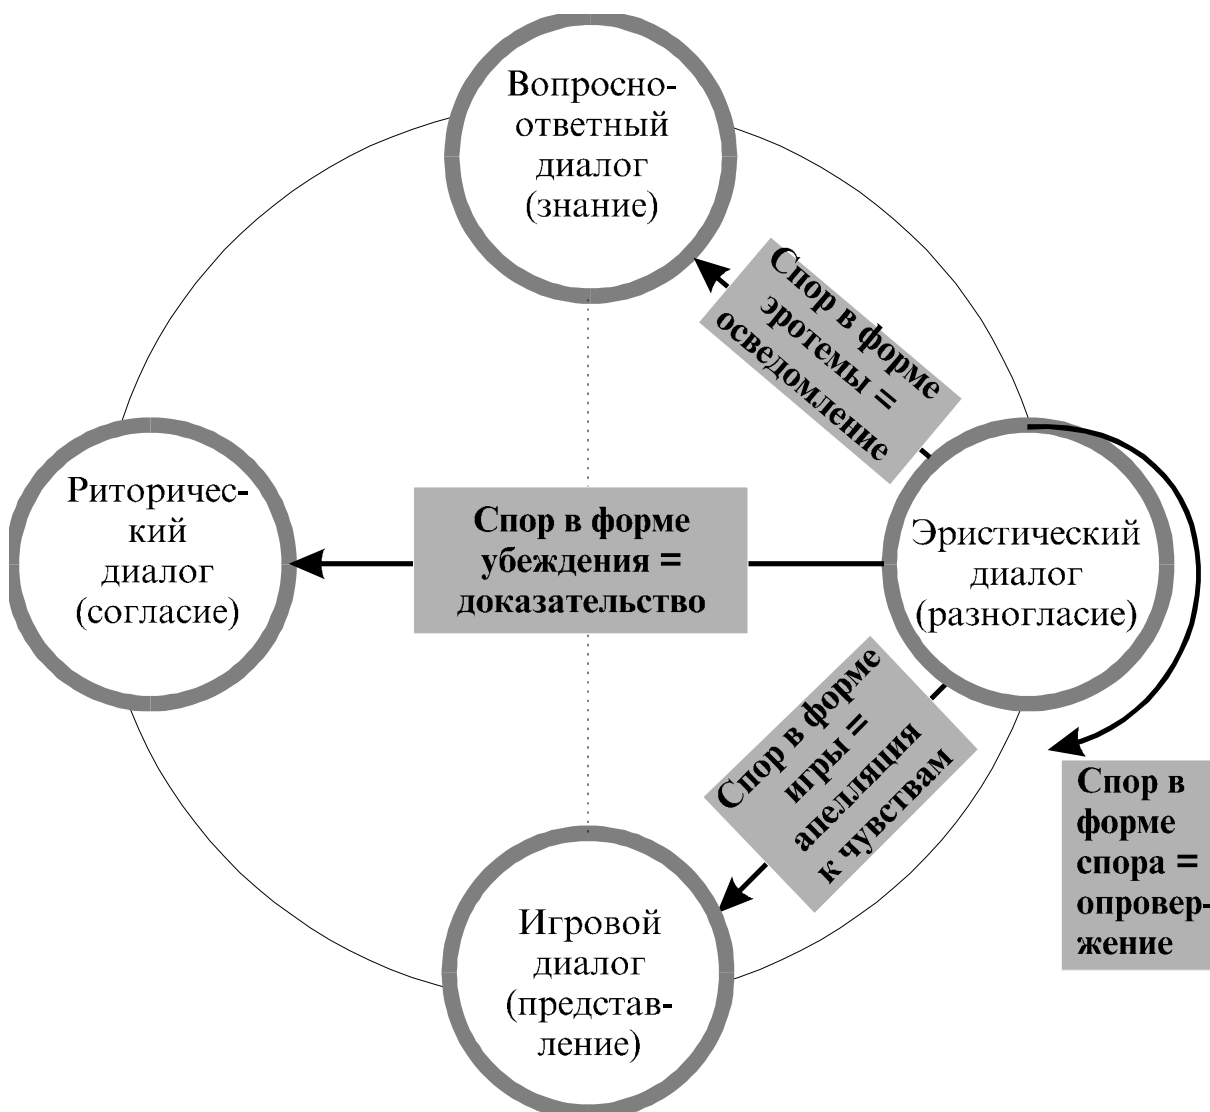 Вопросно-
ответный
диалог
(знание)
Спор в форме
эротемы =
осведомление
Риторичес-
кий
диалог
(согласие)
Спор в форме
убеждения =
доказательство
Эристический
диалог
(разногласие)
Спор в форме
игры =
апелляция
к чувствам
Спор в
форме
спора =
опровер-
жение
Игровой
диалог
(представ-
ление)